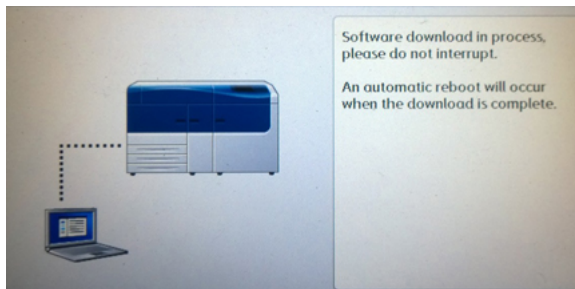 Software download in process,
please do not interrupt.
An automatic reboot will occur
when the download is complete.